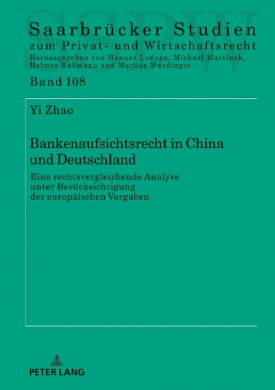 Saarbrücker Studien
zum Privat- und Wirtschaftsrecht
Herausgegeben von Hannes Ludyga, Michael Martinek,
Helmut Rüßmann und Markus Würdinger
Band 108
Yi Zhao
Bankenaufsichtsrecht in China
und Deutschland
Eine rechtsvergleichende Analyse
unter Berücksichtigung
der europäischen Vorgaben
PETER LANG